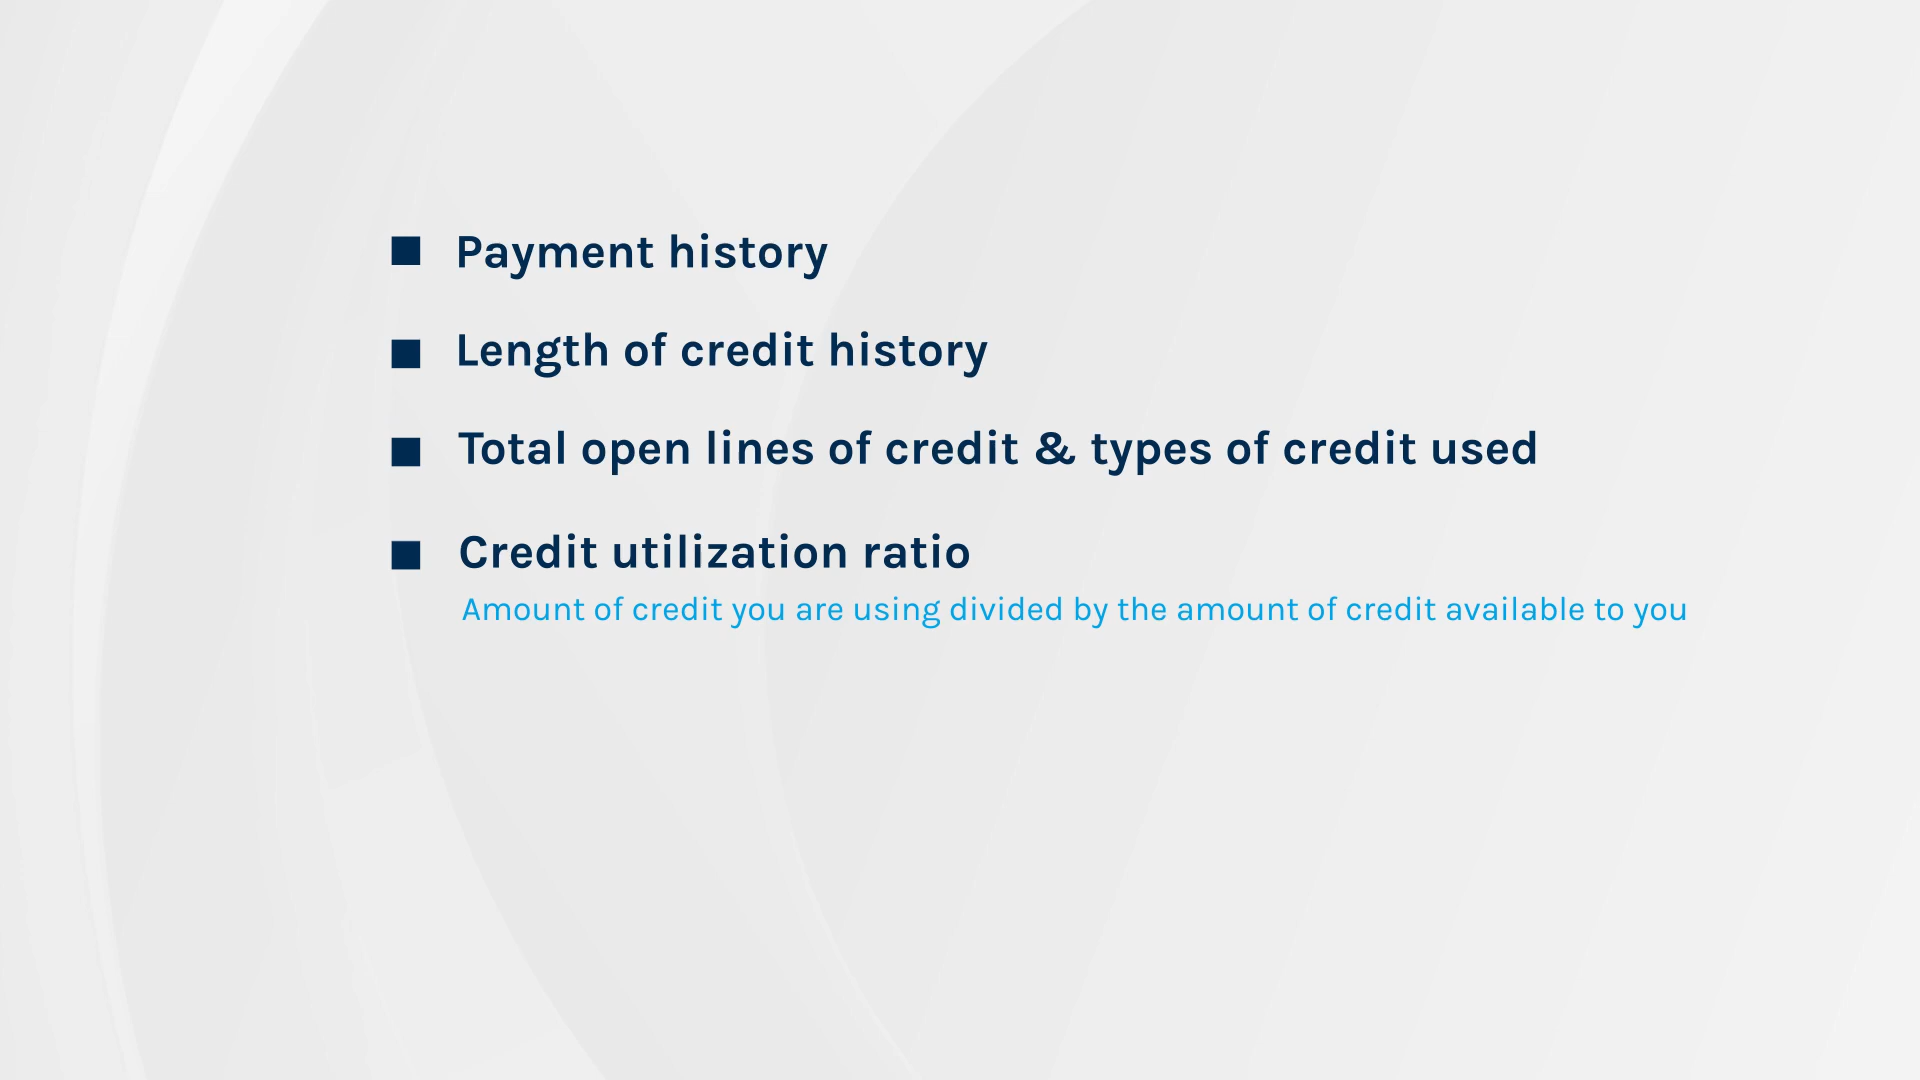 Payment history
Length of credit history
Total open lines of credit & types of credit used
Credit utilization ratio
Amount of credit you are using divided by the amount of credit available to you